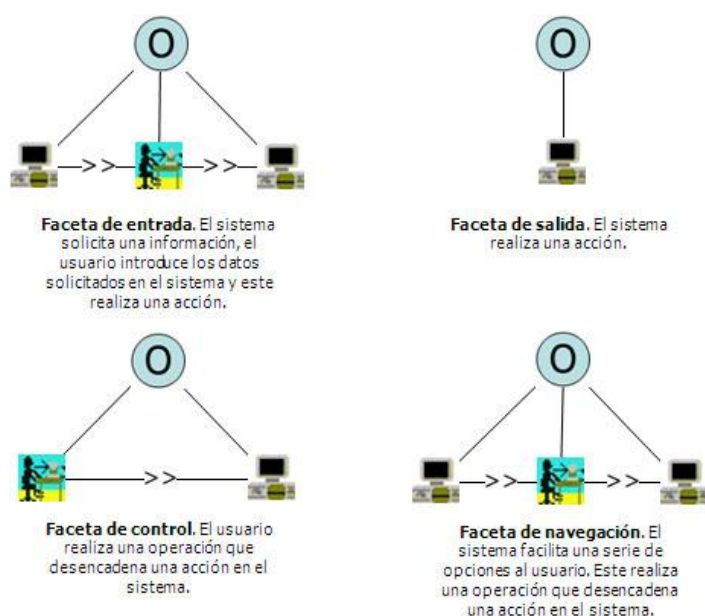 O
O
> >
> >
Faceta de entrada. El sistema
solicita una información, el
usuario introduce los datos
solicitados en el sistema y este
realiza una acción.
Faceta de salida. El sistema
realiza una acción.
O
O
> >
> >
> >
Faceta de control. El usuario
realiza una operación que
desencadena una acción en el
sistema.
Faceta de navegación. El
sistema facilita una serie de
opciones al usuario. Este realiza
una operación que desencadena
una acción en el sistema.